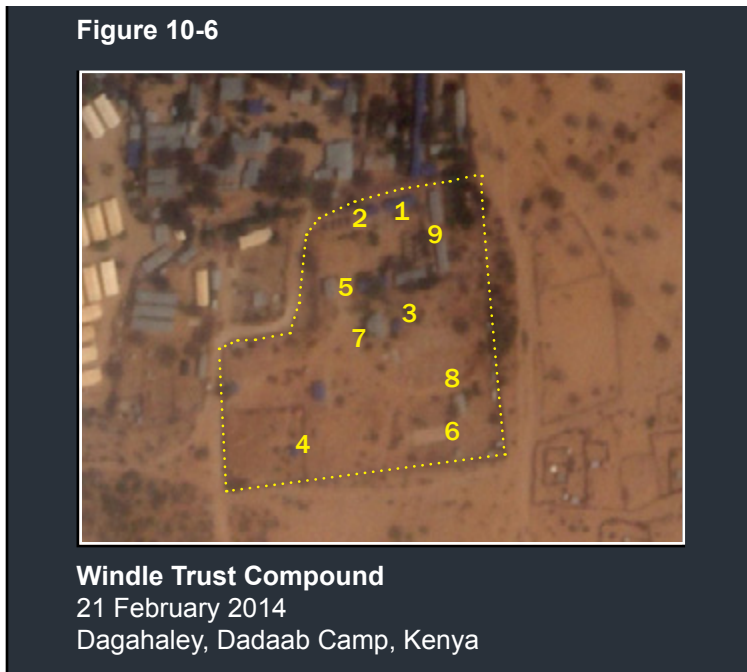 Figure 10-6
2 1
9
5
3
7
8
6
4
Windle Trust Compound
21 February 2014
Dagahaley, Dadaab Camp, Kenya